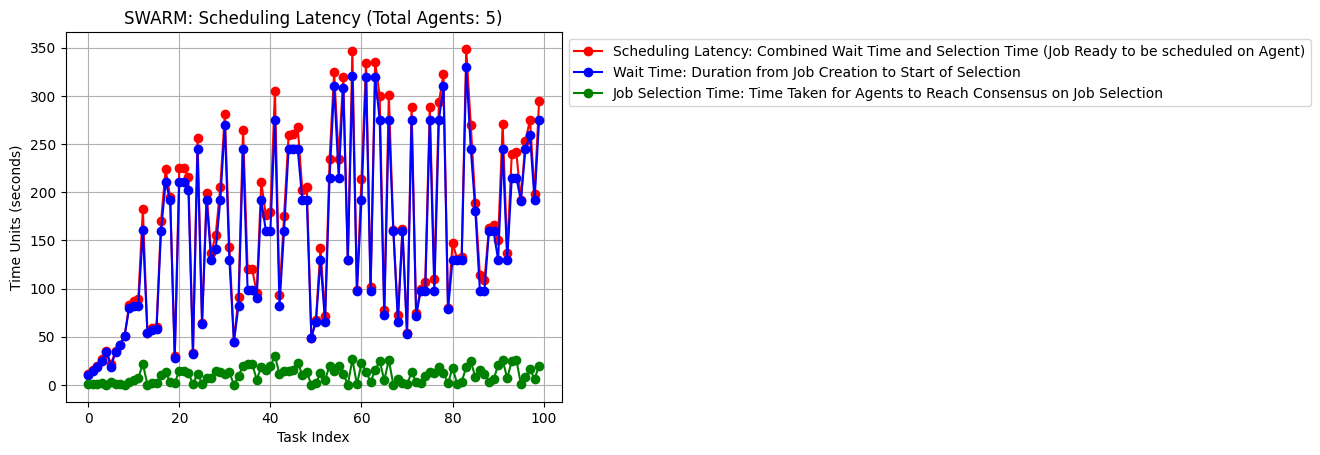 SWARM: Scheduling Latency (Total Agents: 5)
Scheduling Latency: Combined Wait Time and Selection Time (Job Ready to be scheduled on Agent)
Wait Time: Duration from Job Creation to Start of Selection
Job Selection Time: Time Taken for Agents to Reach Consensus on Job Selection
Time Units (seconds)
350
300
250
200
150
100
50
0
0 20 40 60 80 100
Task Index